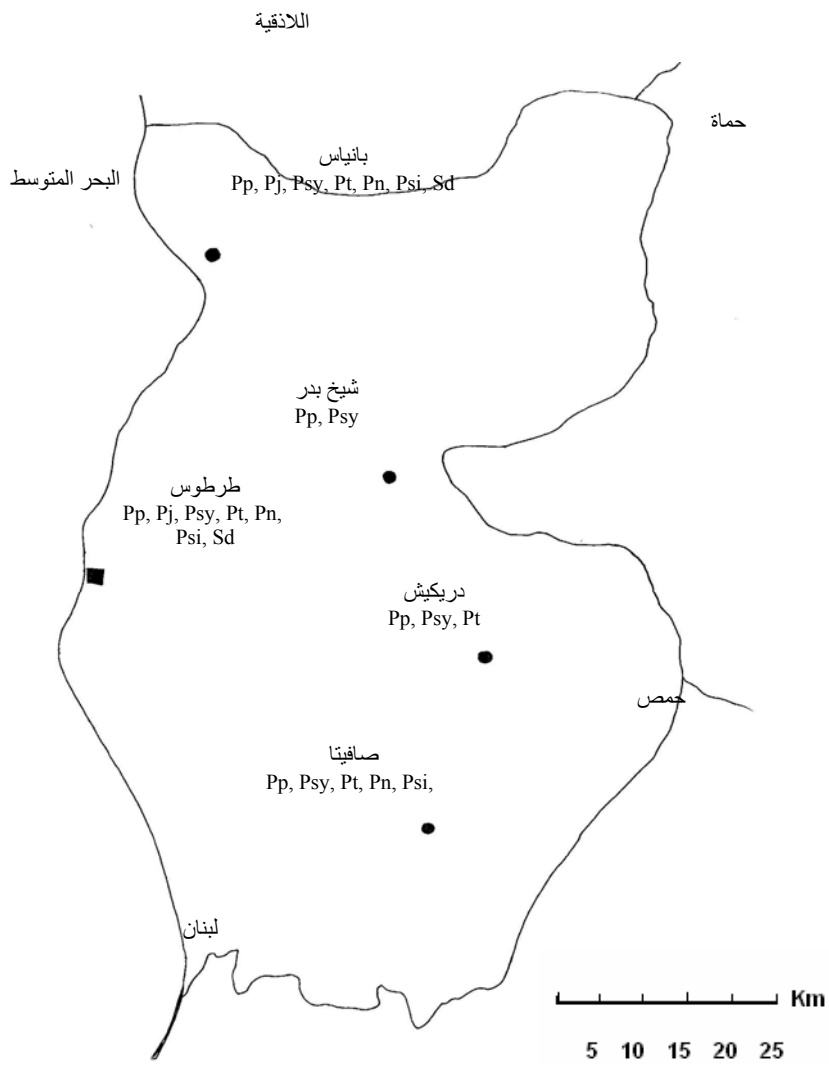 اللاذقية
حماة
بانياس
البحر المتوسط
Pp, Pj, Psy, Pt, Pn, Psi, Sd
شيخ بدر
Pp, Psy
طرطوس
Pp, Pj, Psy, Pt, Pn,
Psi, Sd
دريكيش
Pp, Psy, Pt
حمص
صافيتا
Pp, Psy, Pt, Pn, Psi,
لبنان
Km
5 10 15 20 25